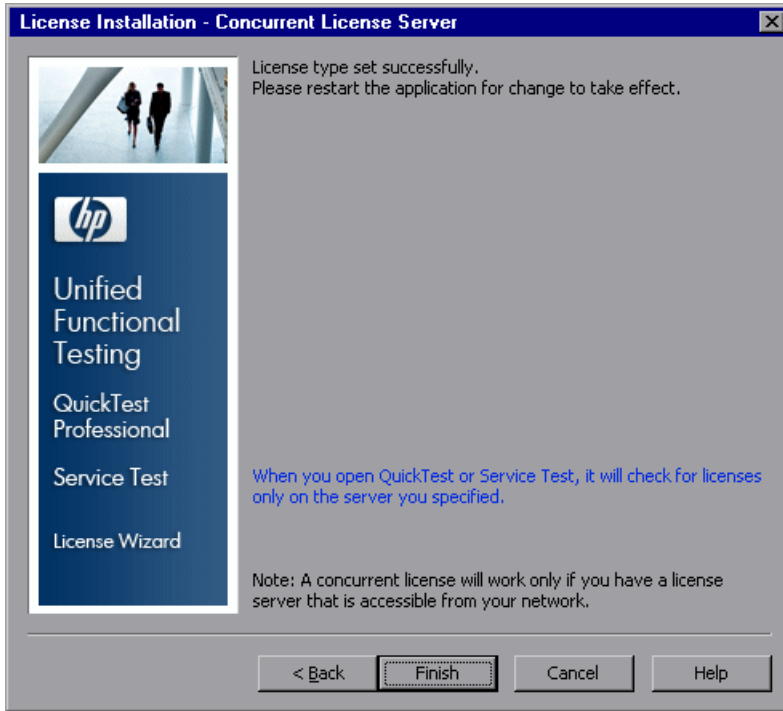 License Installation - Concurrent License Server
License type set successfully.
Please restart the application for change to take effect.
hp
Unified
Functional
Testing
QuickTest
Professional
Service Test
License Wizard
When you open QuickTest or Service Test, it will check for licenses
only on the server you specified.
Note: A concurrent license will work only if you have a license
server that is accessible from your network.
< Back
Finish
Cancel
Help